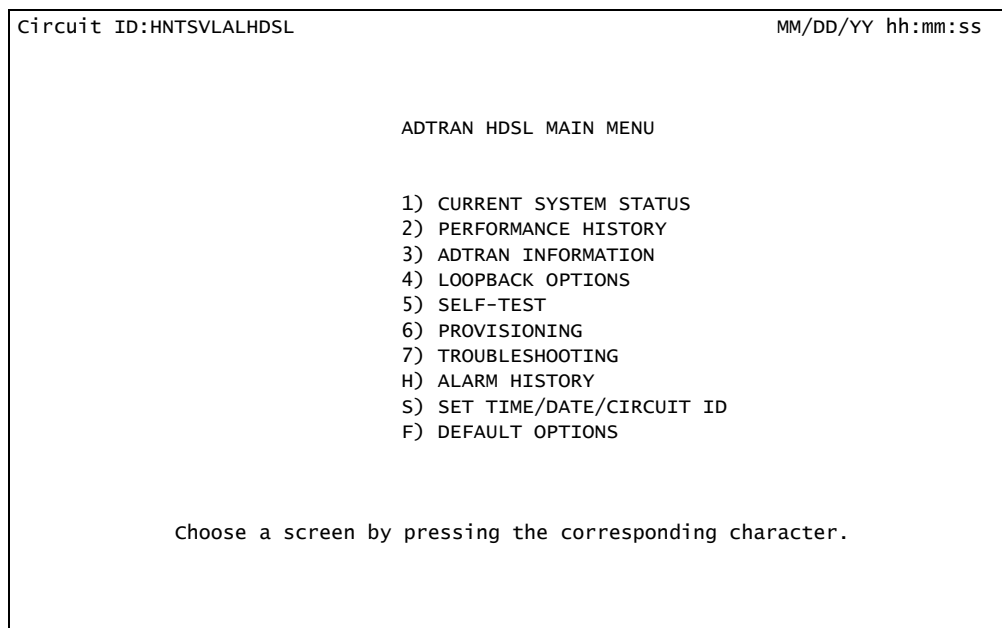 Circuit ID:HNTSVLALHDSL MM/DD/YY hh:mm:ss
ADTRAN HDSL MAIN MENU
1) CURRENT SYSTEM STATUS
2) PERFORMANCE HISTORY
3) ADTRAN INFORMATION
4) LOOPBACK OPTIONS
5) SELF-TEST
6) PROVISIONING
7) TROUBLESHOOTING
H) ALARM HISTORY
S) SET TIME/DATE/CIRCUIT ID
F) DEFAULT OPTIONS
Choose a screen by pressing the corresponding character.